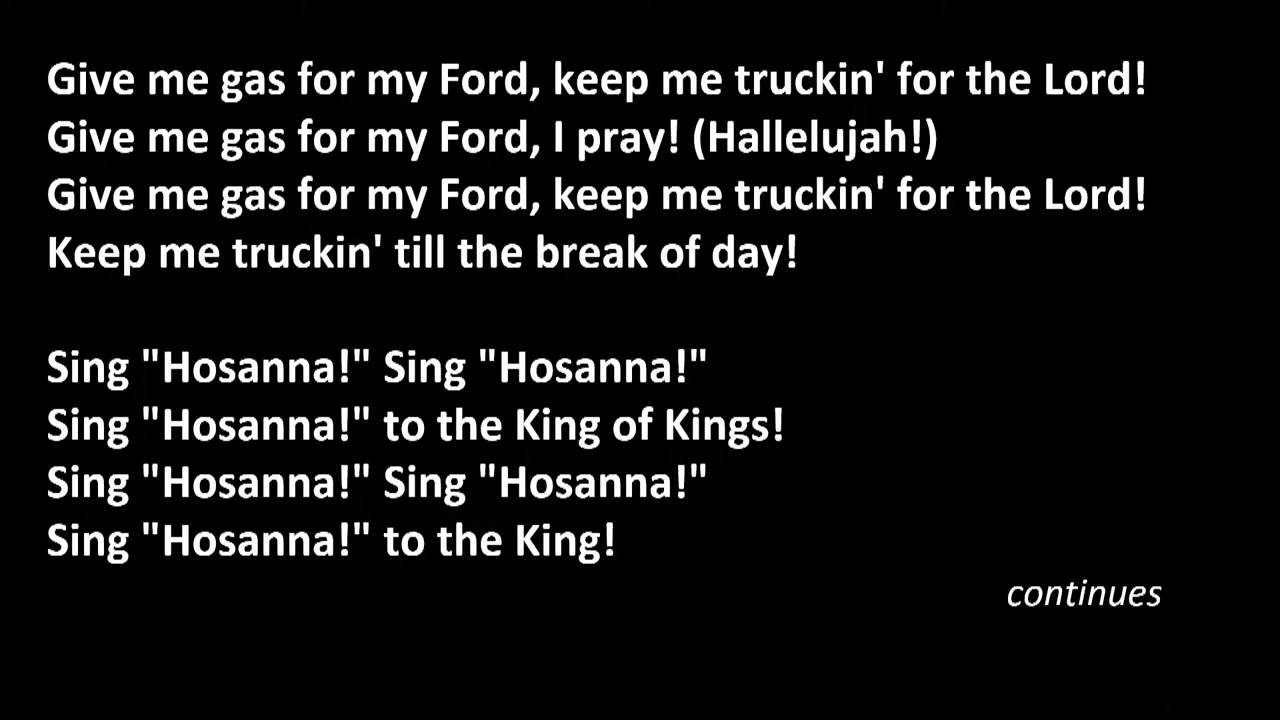 Give me gas for my Ford, keep me truckin' for the Lord!
Give me gas for my Ford, I pray! (Hallelujah!)
Give me gas for my Ford, keep me truckin' for the Lord!
Keep me truckin' till the break of day!
Sing "Hosanna!" Sing "Hosanna!"
Sing "Hosanna!" to the King of Kings!
Sing "Hosanna!" Sing "Hosanna!"
Sing "Hosanna!" to the King!
continues